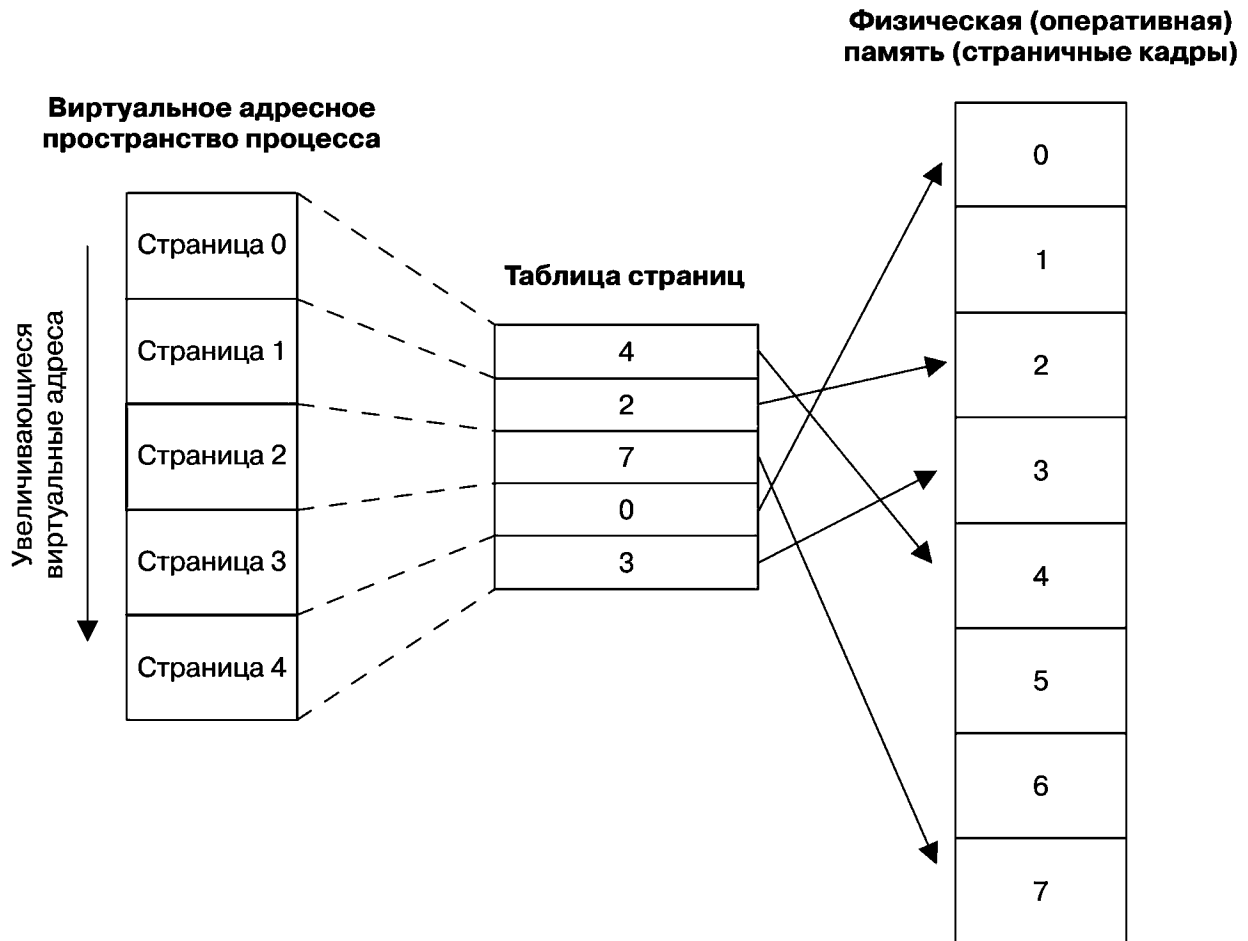 Физическая (оперативная)
память (страничные кадры)
Виртуальное адресное
пространство процесса
Увеличивающиеся
виртуальные адреса
Страница 0
Страница 1
Страница 2
Страница 3
Страница 4
Таблица страниц
4
2
7
0
3
0
1
2
3
4
5
6
7